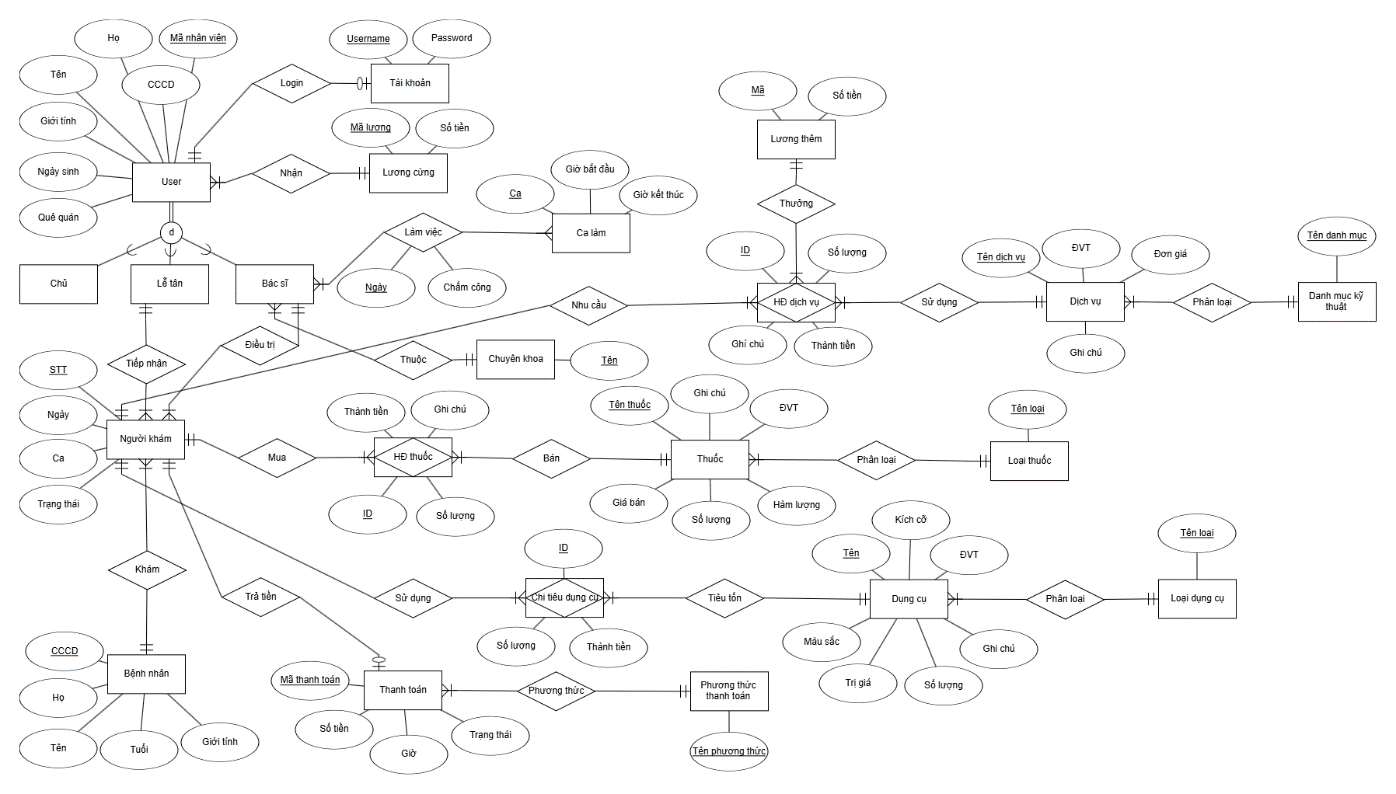 Họ
Mã nhân viên
Username
Password
Tên
CCCD
Login
Tài khoản
Giới tính
Mã lương
Số tiền
Ngày sinh
User
Nhận
Lương cứng
Quê quán
d
Chủ
Lễ tân
Bác sĩ
Làm việc
Ngày
Chấm công
Ca
Giờ bắt đầu
Giờ kết thúc
Ca làm
Mã
Số tiền
Lương thêm
Thưởng
ID
Số lượng
Nhu cầu
HĐ dịch vụ
Ghi chú
Thành tiền
Sử dụng
Tên dịch vụ
ĐVT
Đơn giá
Dịch vụ
Ghi chú
Phân loại
Tên danh mục
Danh mục kỹ
thuật
Tiếp nhận
Điều trị
Thuộc
Chuyên khoa
Tên
STT
Ngày
Người khám
Ca
Trạng thái
Mua
Thành tiền
Ghi chú
HĐ thuốc
ID
Số lượng
Bán
Tên thuốc
Ghi chú
ĐVT
Thuốc
Giá bán
Số lượng
Hàm lượng
Phân loại
Tên loại
Loại thuốc
Khám
Trả tiền
Sử dụng
ID
Chi tiêu dụng cụ
Số lượng
Thành tiền
Tiêu tốn
Kích cỡ
Tên
ĐVT
Dụng cụ
Màu sắc
Trị giá
Số lượng
Ghi chú
Phân loại
Tên loại
Loại dụng cụ
CCCD
Bệnh nhân
Họ
Tên
Tuổi
Giới tính
Mã thanh toán
Thanh toán
Số tiền
Giờ
Trạng thái
Phương thức
Phương thức
thanh toán
Tên phương thức